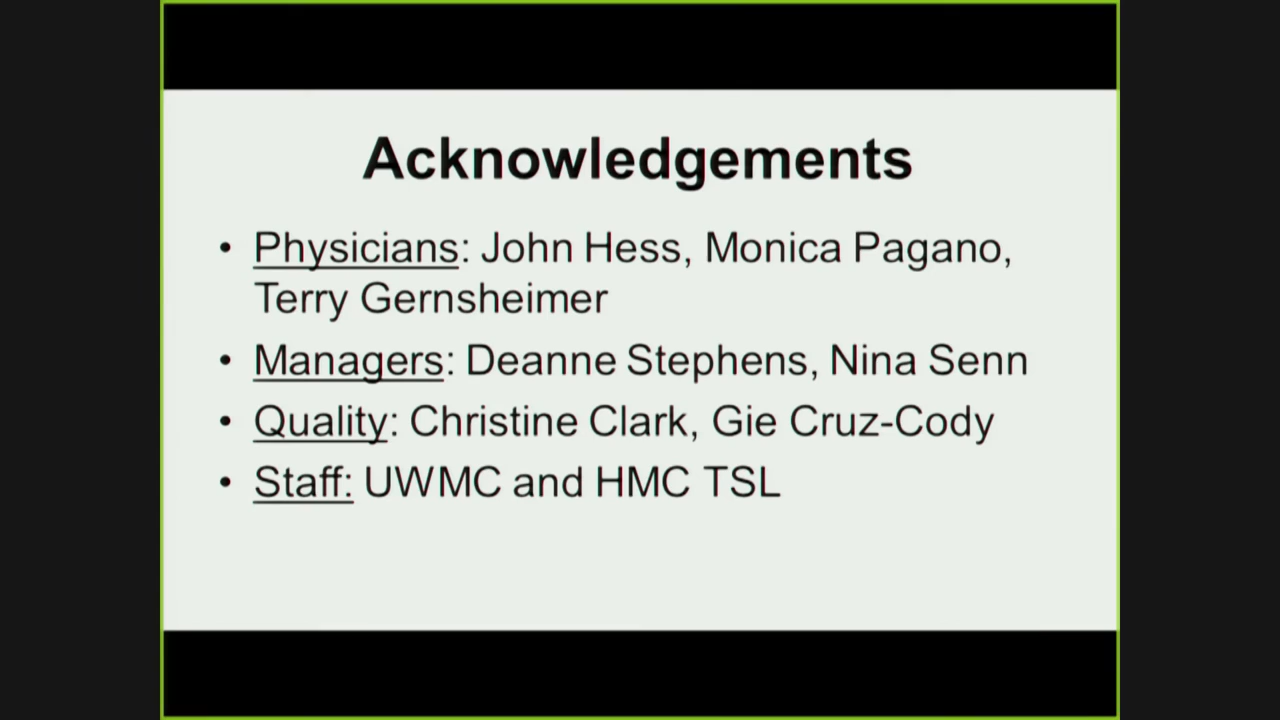 Acknowledgements
• Physicians: John Hess, Monica Pagano,
Terry Gernsheimer
• Managers: Deanne Stephens, Nina Senn
• Quality: Christine Clark, Gie Cruz-Cody
• Staff: UWMC and HMC TSL